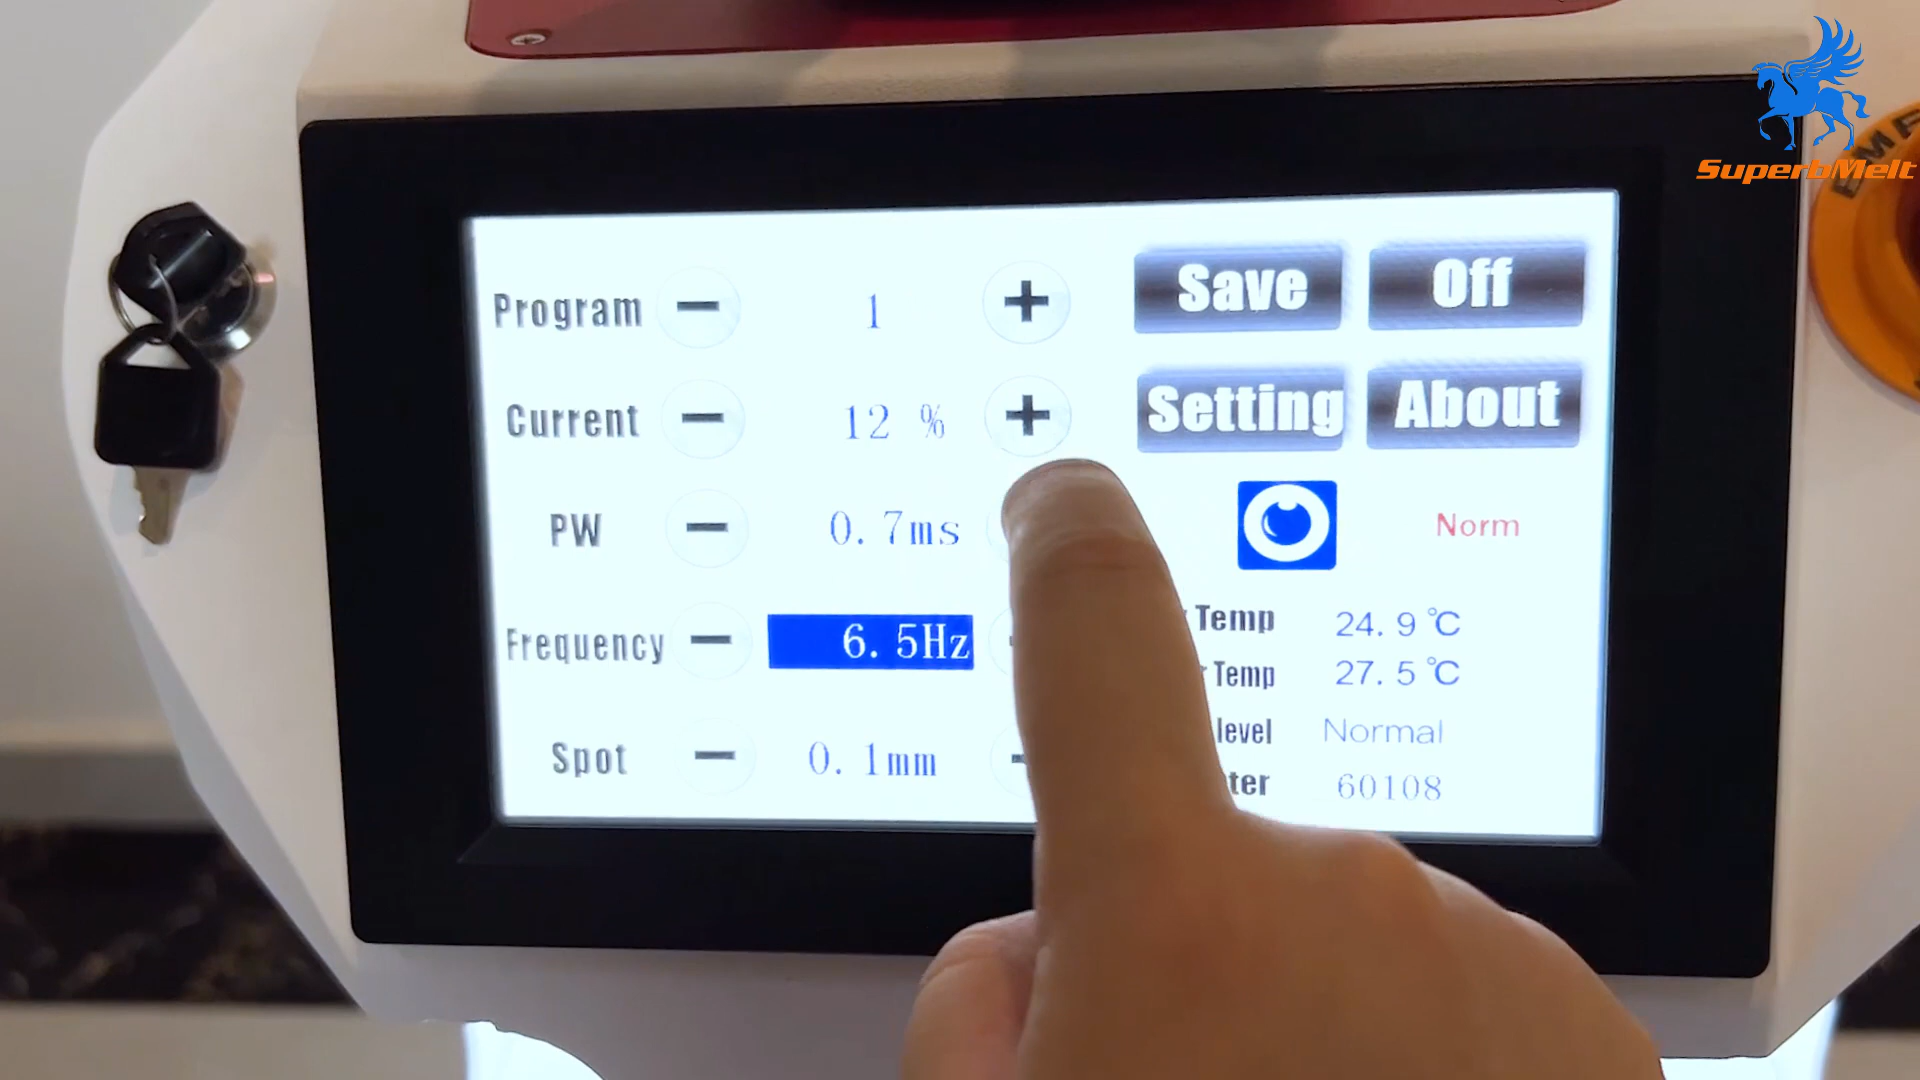 SuperbMelt
EM
Program − 1 + Save Off
Current − 12 % + Setting About
PW − 0.7ms Norm
Frequency − 6.5Hz Temp 24.9℃
Temp 27.5℃
level Normal
Spot − 0.1mm 60108